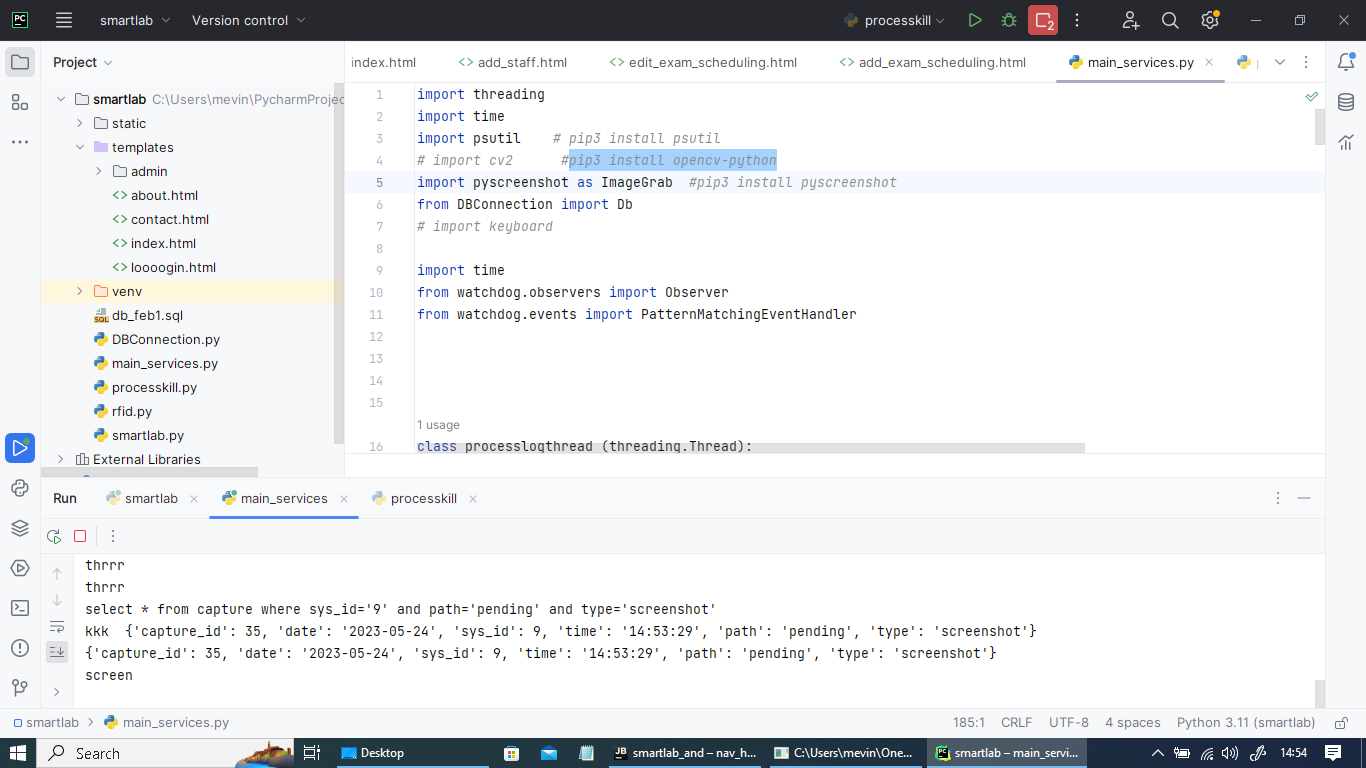 PC smartlab Version control processkill 2
Project
index.html add_staff.html edit_exam_scheduling.html add_exam_scheduling.html main_services.py
smartlab C:\Users\mevin\PycharmProjec
static
templates
admin
about.html
contact.html
index.html
loooogin.html
venv
db_feb1.sql
DBConnection.py
main_services.py
processkill.py
rfid.py
smartlab.py
External Libraries
1 import threading
2 import time
3 import psutil # pip3 install psutil
4 # import cv2 #pip3 install opencv-python
5 import pyscreenshot as ImageGrab #pip3 install pyscreenshot
6 from DBConnection import Db
7 # import keyboard
8
9 import time
10 from watchdog.observers import Observer
11 from watchdog.events import PatternMatchingEventHandler
12
13
14
15
1 usage
16 class processlogthread (threading.Thread):
Run smartlab main_services processkill
thrrr
thrrr
select * from capture where sys_id='9' and path='pending' and type='screenshot'
kkk {'capture_id': 35, 'date': '2023-05-24', 'sys_id': 9, 'time': '14:53:29', 'path': 'pending', 'type': 'screenshot'}
{'capture_id': 35, 'date': '2023-05-24', 'sys_id': 9, 'time': '14:53:29', 'path': 'pending', 'type': 'screenshot'}
screen
smartlab main_services.py 185:1 CRLF UTF-8 4 spaces Python 3.11 (smartlab)
Search Desktop smartlab_and – nav_h... C:\Users\mevin\One... smartlab – main_servi... 14:54